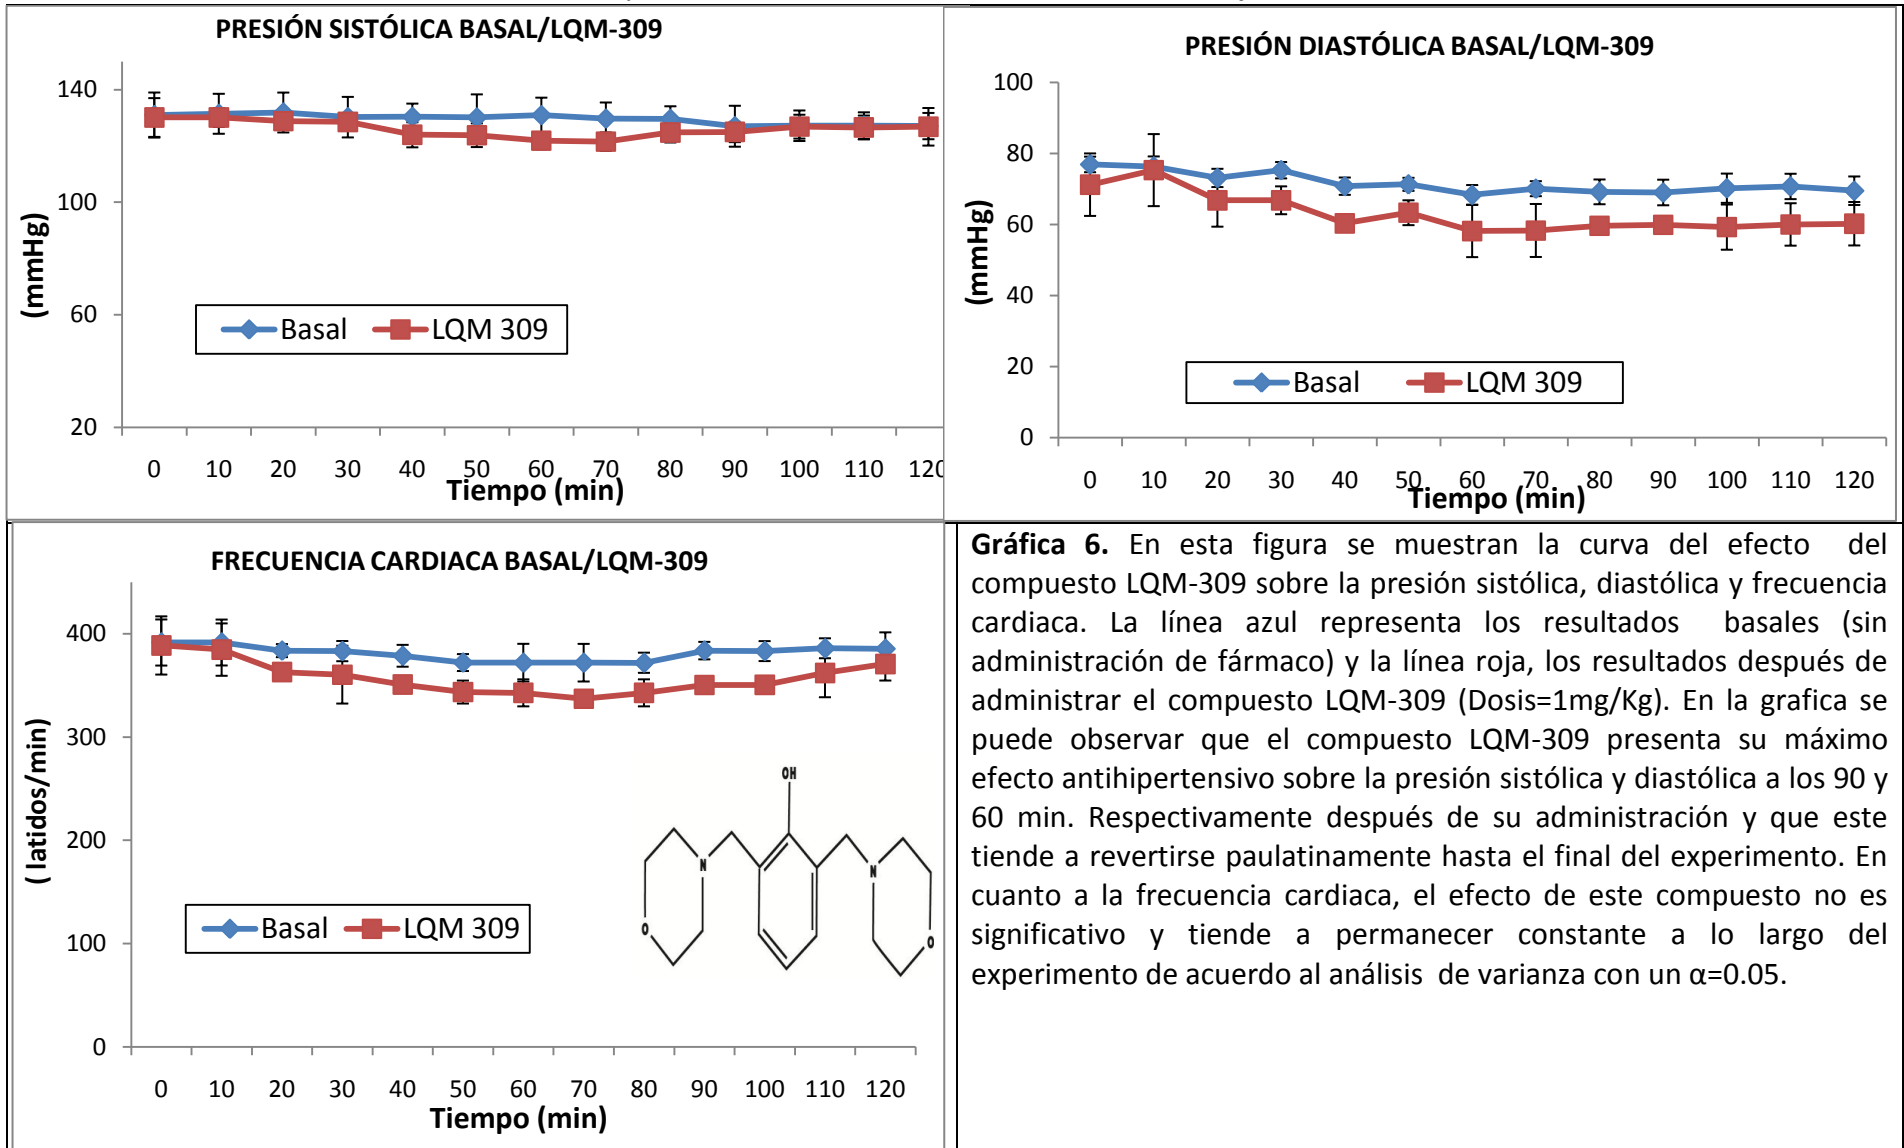 PRESIÓN SISTÓLICA BASAL/LQM-309
140
100
60
20
(mmHg)
Basal
LQM 309
0 10 20 30 40 50 60 70 80 90 100 110 120
Tiempo (min)
PRESIÓN DIASTÓLICA BASAL/LQM-309
100
80
60
40
20
0
(mmHg)
Basal
LQM 309
0 10 20 30 40 50 60 70 80 90 100 110 120
Tiempo (min)
FRECUENCIA CARDIACA BASAL/LQM-309
400
300
200
100
0
( latidos/min)
OH
N
N
O
O
Basal
LQM 309
0 10 20 30 40 50 60 70 80 90 100 110 120
Tiempo (min)
Gráfica 6. En esta figura se muestran la curva del efecto del
compuesto LQM-309 sobre la presión sistólica, diastólica y frecuencia
cardiaca. La línea azul representa los resultados basales (sin
administración de fármaco) y la línea roja, los resultados después de
administrar el compuesto LQM-309 (Dosis=1mg/Kg). En la grafica se
puede observar que el compuesto LQM-309 presenta su máximo
efecto antihipertensivo sobre la presión sistólica y diastólica a los 90 y
60 min. Respectivamente después de su administración y que este
tiende a revertirse paulatinamente hasta el final del experimento. En
cuanto a la frecuencia cardiaca, el efecto de este compuesto no es
significativo y tiende a permanecer constante a lo largo del
experimento de acuerdo al análisis de varianza con un α=0.05.